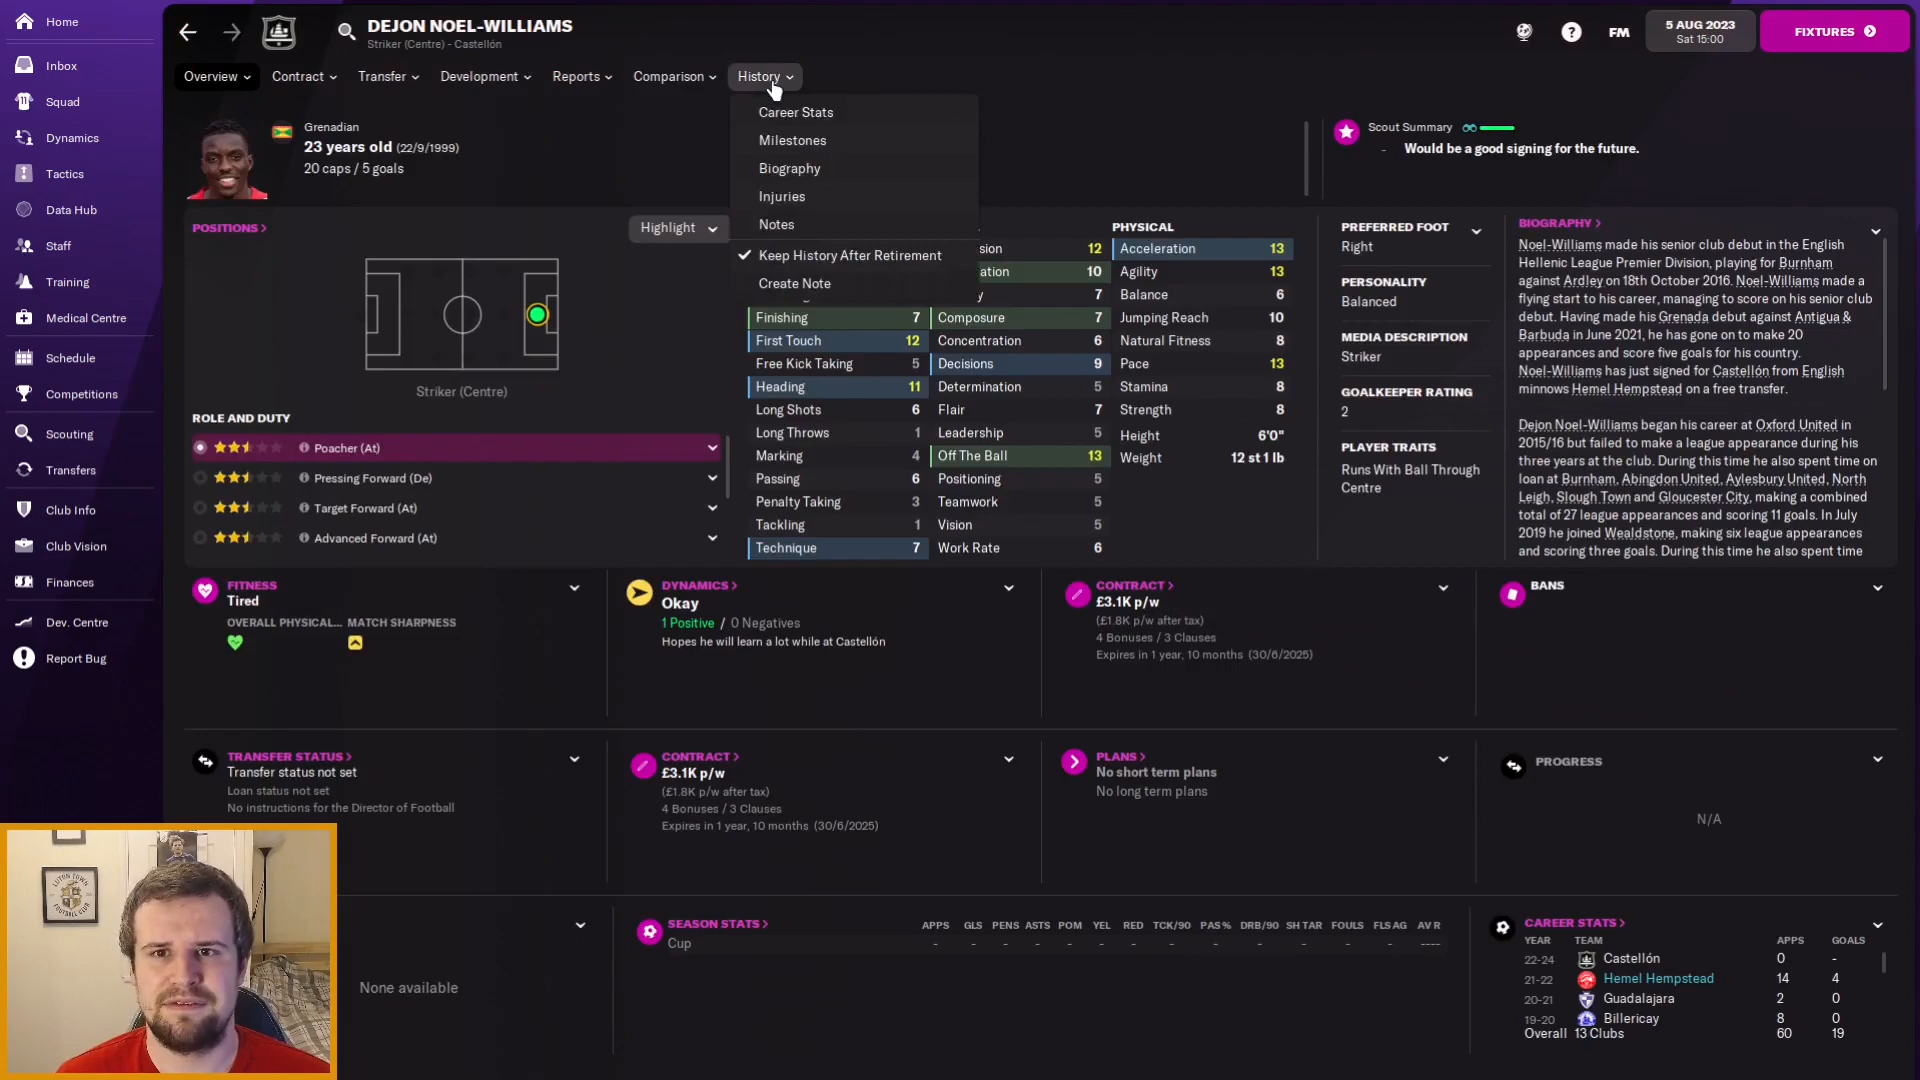 Home
Inbox
Squad
Dynamics
Tactics
Data Hub
Staff
Training
Medical Centre
Schedule
Competitions
Scouting
Transfers
Club Info
Club Vision
Finances
Dev. Centre
Report Bug
DEJON NOEL-WILLIAMS
Striker (Centre) - Castellón
FM
5 AUG 2023
Sat 15:00
FIXTURES
Overview
Contract
Transfer
Development
Reports
Comparison
History
Career Stats
Milestones
Biography
Injuries
Notes
Keep History After Retirement
Create Note
Grenadian
23 years old (22/9/1999)
20 caps / 5 goals
Scout Summary
- Would be a good signing for the future.
POSITIONS >
Highlight
Striker (Centre)
ROLE AND DUTY
Poacher (At)
Pressing Forward (De)
Target Forward (At)
Advanced Forward (At)
Finishing 7
First Touch 12
Free Kick Taking 5
Heading 11
Long Shots 6
Long Throws 1
Marking 4
Passing 6
Penalty Taking 3
Tackling 1
Technique 7
sion 12
ation 10
y 7
Composure 7
Concentration 6
Decisions 9
Determination 5
Flair 7
Leadership 5
Off The Ball 13
Positioning 5
Teamwork 5
Vision 5
Work Rate 6
PHYSICAL
Acceleration 13
Agility 13
Balance 6
Jumping Reach 10
Natural Fitness 8
Pace 13
Stamina 8
Strength 8
Height 6'0"
Weight 12 st 1 lb
PREFERRED FOOT
Right
PERSONALITY
Balanced
MEDIA DESCRIPTION
Striker
GOALKEEPER RATING
2
PLAYER TRAITS
Runs With Ball Through
Centre
BIOGRAPHY >
Noel-Williams made his senior club debut in the English
Hellenic League Premier Division, playing for Burnham
against Ardley on 18th October 2016. Noel-Williams made a
flying start to his career, managing to score on his senior club
debut. Having made his Grenada debut against Antigua &
Barbuda in June 2021, he has gone on to make 20
appearances and score five goals for his country.
Noel-Williams has just signed for Castellón from English
minnows Hemel Hempstead on a free transfer.
Dejon Noel-Williams began his career at Oxford United in
2015/16 but failed to make a league appearance during his
three years at the club. During this time he also spent time on
loan at Burnham, Abingdon United, Aylesbury United, North
Leigh, Slough Town and Gloucester City, making a combined
total of 27 league appearances and scoring 11 goals. In July
2019 he joined Wealdstone, making six league appearances
and scoring three goals. During this time he also spent time
FITNESS
Tired
OVERALL PHYSICAL... MATCH SHARPNESS
DYNAMICS >
Okay
1 Positive / 0 Negatives
Hopes he will learn a lot while at Castellón
CONTRACT >
£3.1K p/w
(£1.8K p/w after tax)
4 Bonuses / 3 Clauses
Expires in 1 year, 10 months (30/6/2025)
BANS
TRANSFER STATUS >
Transfer status not set
Loan status not set
No instructions for the Director of Football
CONTRACT >
£3.1K p/w
(£1.8K p/w after tax)
4 Bonuses / 3 Clauses
Expires in 1 year, 10 months (30/6/2025)
PLANS >
No short term plans
No long term plans
PROGRESS
N/A
LUTON TOWN
FOOTBALL CLUB
None available
SEASON STATS >
APPS GLS PENS ASTS POM YEL RED TCK/90 PAS % DRB/90 SH TAR FOULS FLS AG AV R
Cup - - - - - - - - - - - - - ----
CAREER STATS >
YEAR TEAM APPS GOALS
22-24 Castellón 0 -
21-22 Hemel Hempstead 14 4
20-21 Guadalajara 2 0
19-20 Billericay 8 0
Overall 13 Clubs 60 19